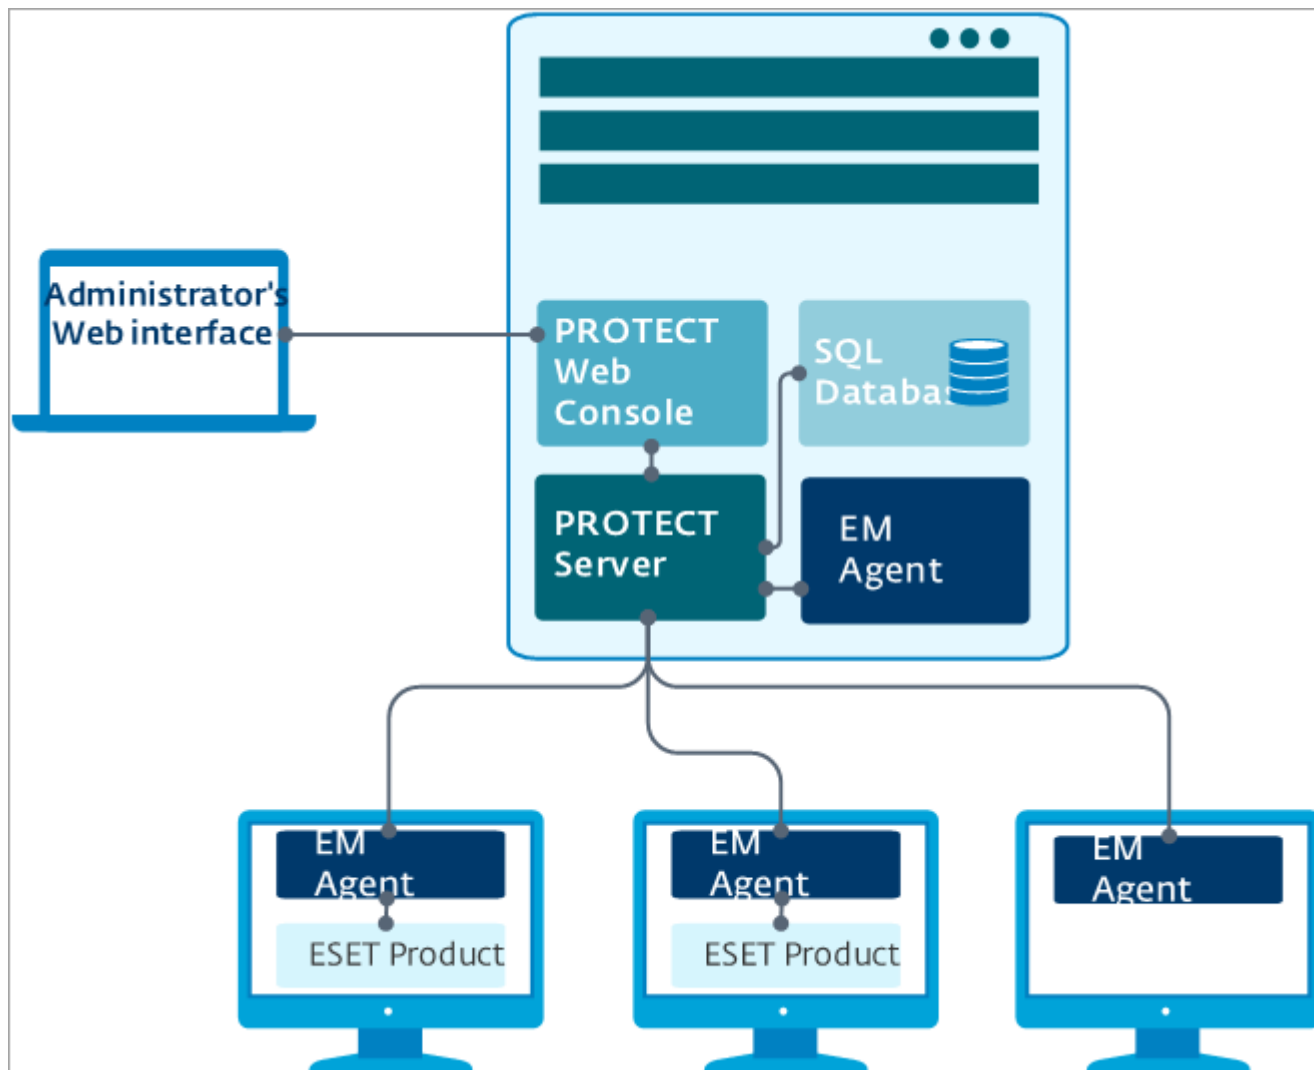 Administrator's
Web interface
PROTECT
Web
Console
SQL
Databas
PROTECT
Server
EM
Agent
EM
Agent
ESET Product
EM
Agent
ESET Product
EM
Agent